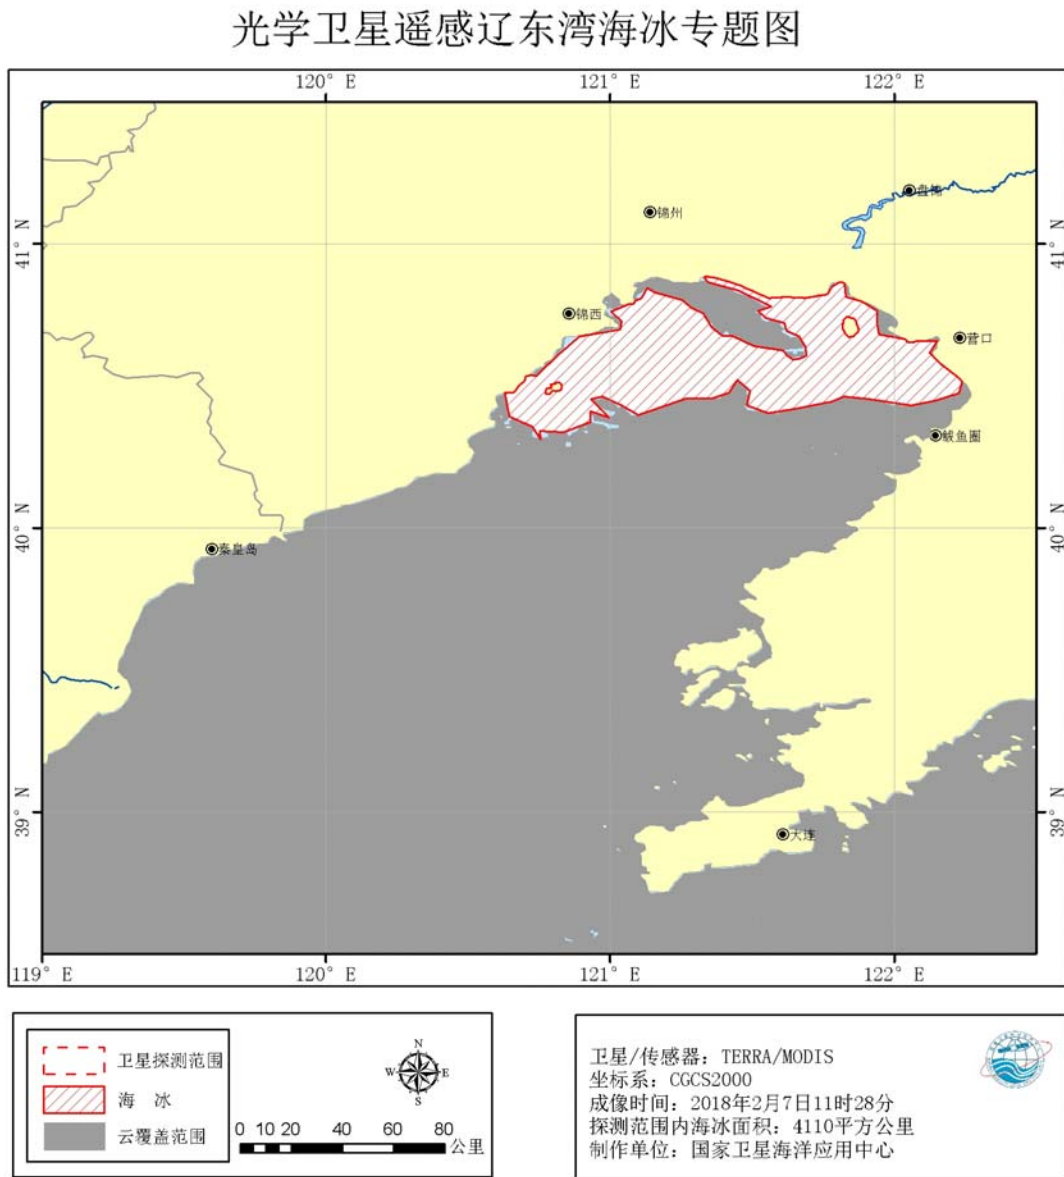 光学卫星遥感辽东湾海冰专题图
120° E 121° E 122° E
盘锦
锦州
41° N 41° N
锦西
营口
鲅鱼圈
40° N 40° N
秦皇岛
39° N 39° N
大连
119° E 120° E 121° E 122° E
卫星探测范围
海 冰
云覆盖范围
N
W E
S
0 10 20 40 60 80 公里
卫星/传感器：TERRA/MODIS
坐标系：CGCS2000
成像时间：2018年2月7日11时28分
探测范围内海冰面积：4110平方公里
制作单位：国家卫星海洋应用中心